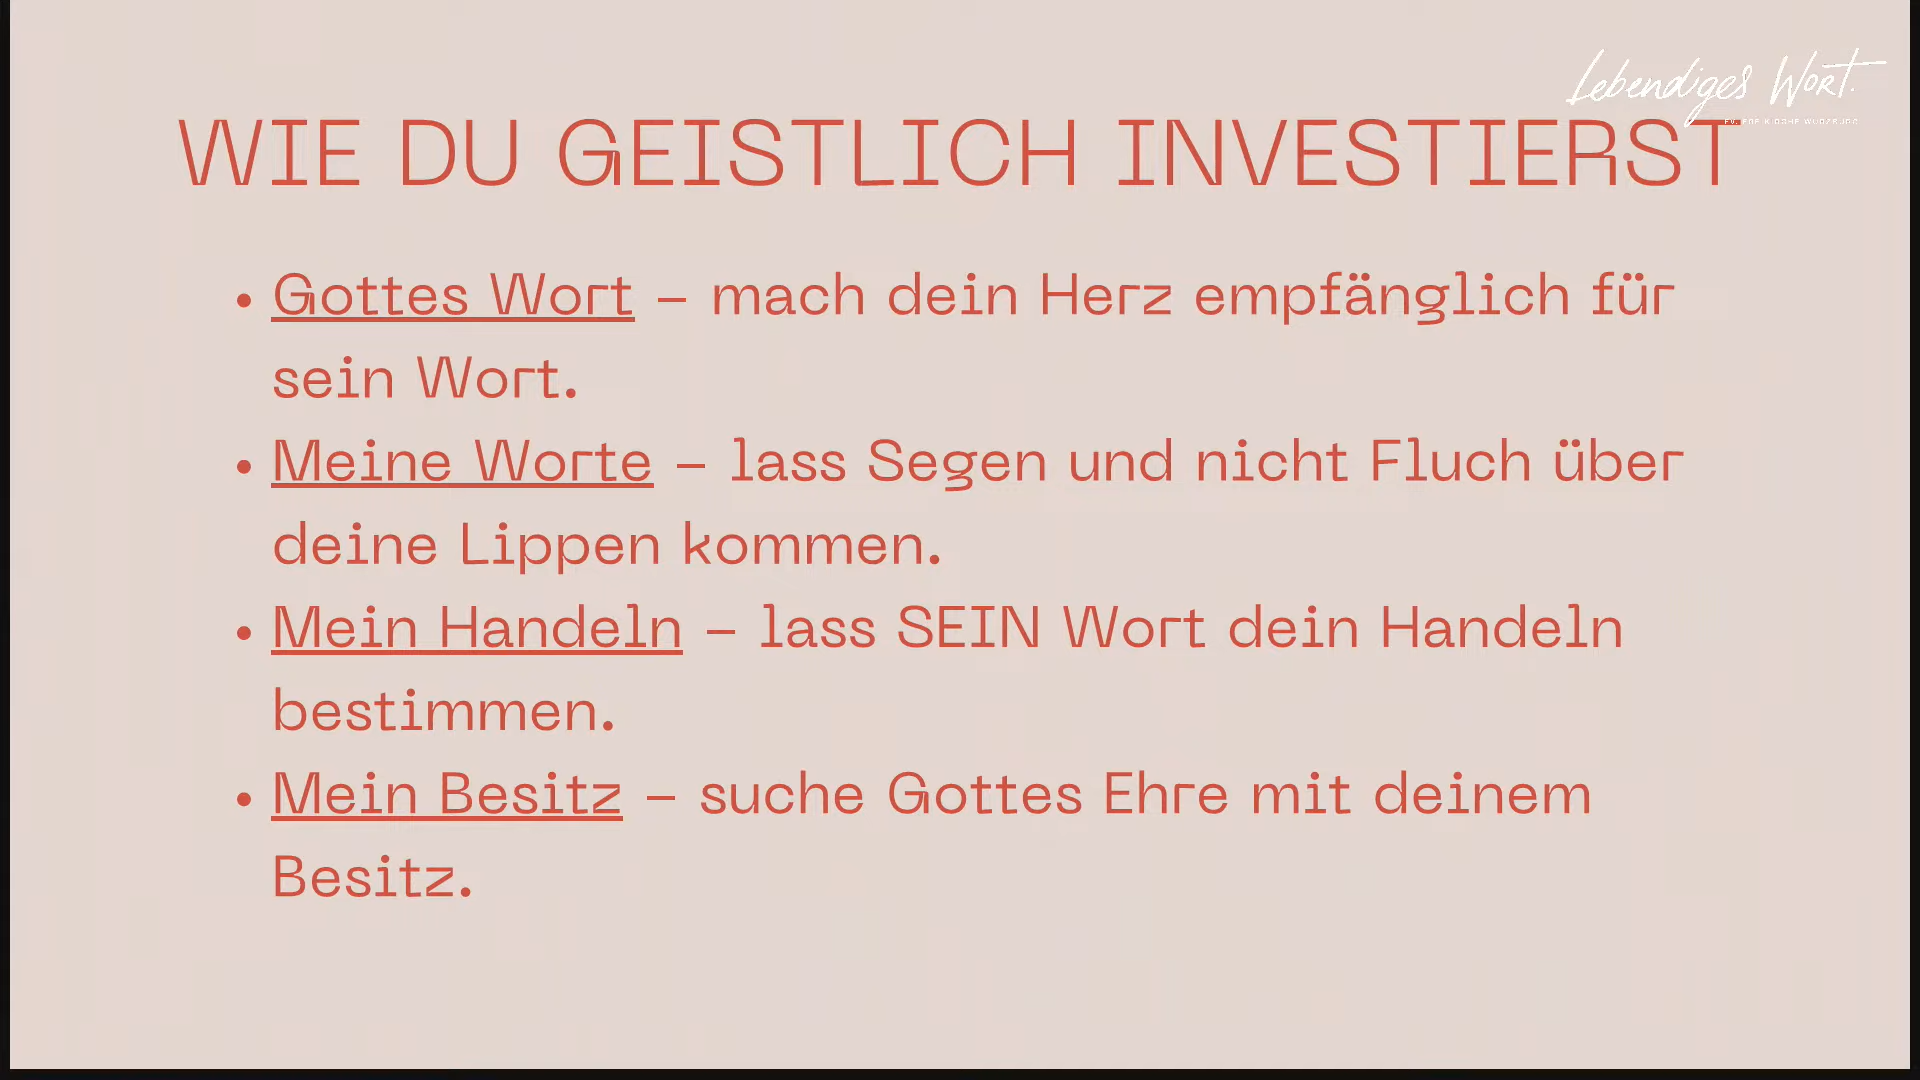 Lebendiges Wort.
WIE DU GEISTLICH INVESTIERST
• Gottes Wort – mach dein Herz empfänglich für
sein Wort.
• Meine Worte – lass Segen und nicht Fluch über
deine Lippen kommen.
• Mein Handeln – lass SEIN Wort dein Handeln
bestimmen.
• Mein Besitz – suche Gottes Ehre mit deinem
Besitz.